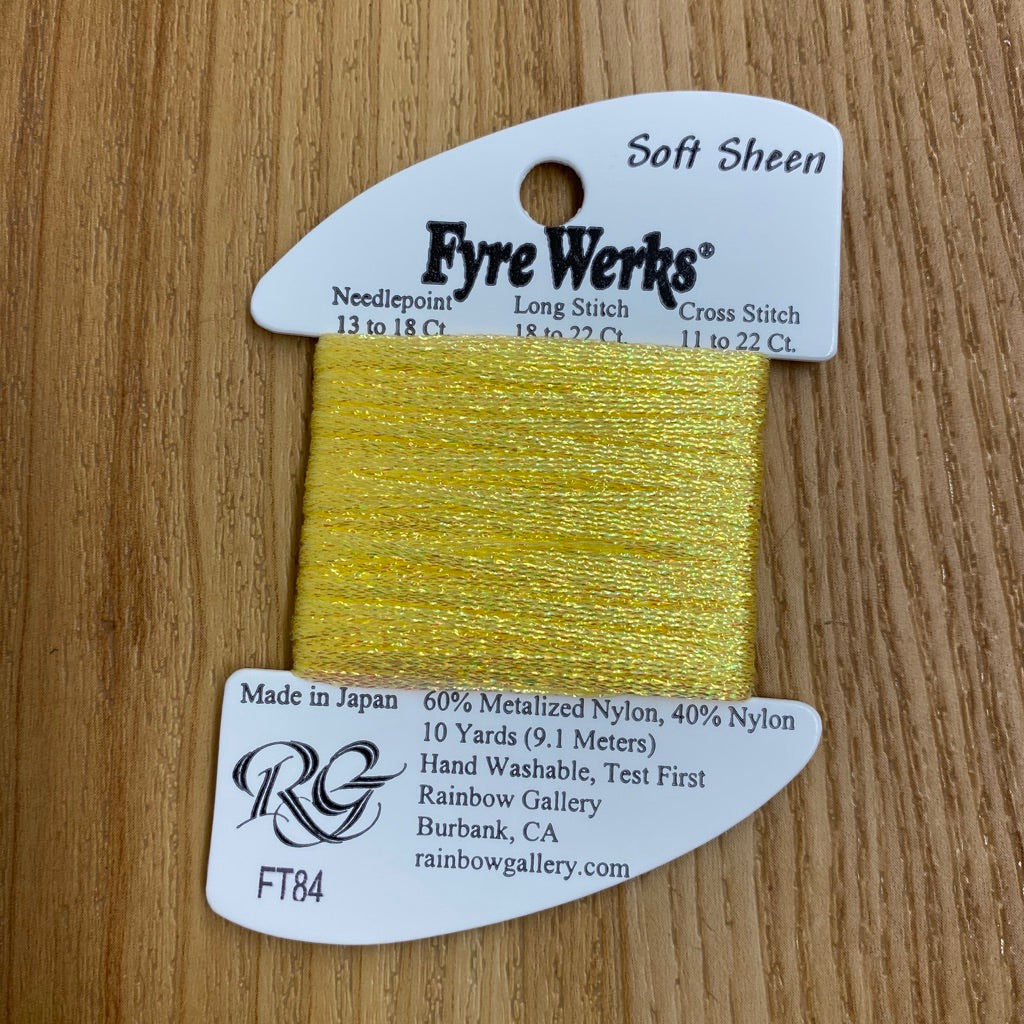 Soft Sheen
Fyre Werks®
Needlepoint Long Stitch Cross Stitch
13 to 18 Ct. 18 to 22 Ct. 11 to 22 Ct.
Made in Japan 60% Metalized Nylon, 40% Nylon
10 Yards (9.1 Meters)
Hand Washable, Test First
Rainbow Gallery
Burbank, CA
rainbowgallery.com
RG
FT84